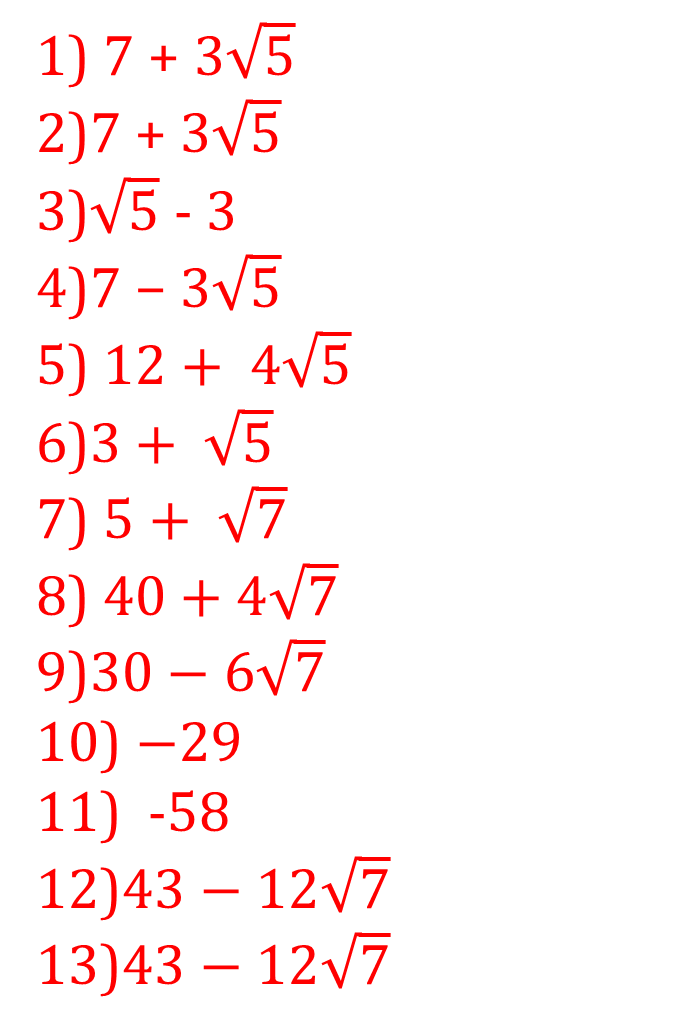 1) 7 + 3√5
2)7 + 3√5
3)√5 - 3
4)7 − 3√5
5) 12 + 4√5
6)3 + √5
7) 5 + √7
8) 40 + 4√7
9)30 − 6√7
10) −29
11) -58
12)43 − 12√7
13)43 − 12√7